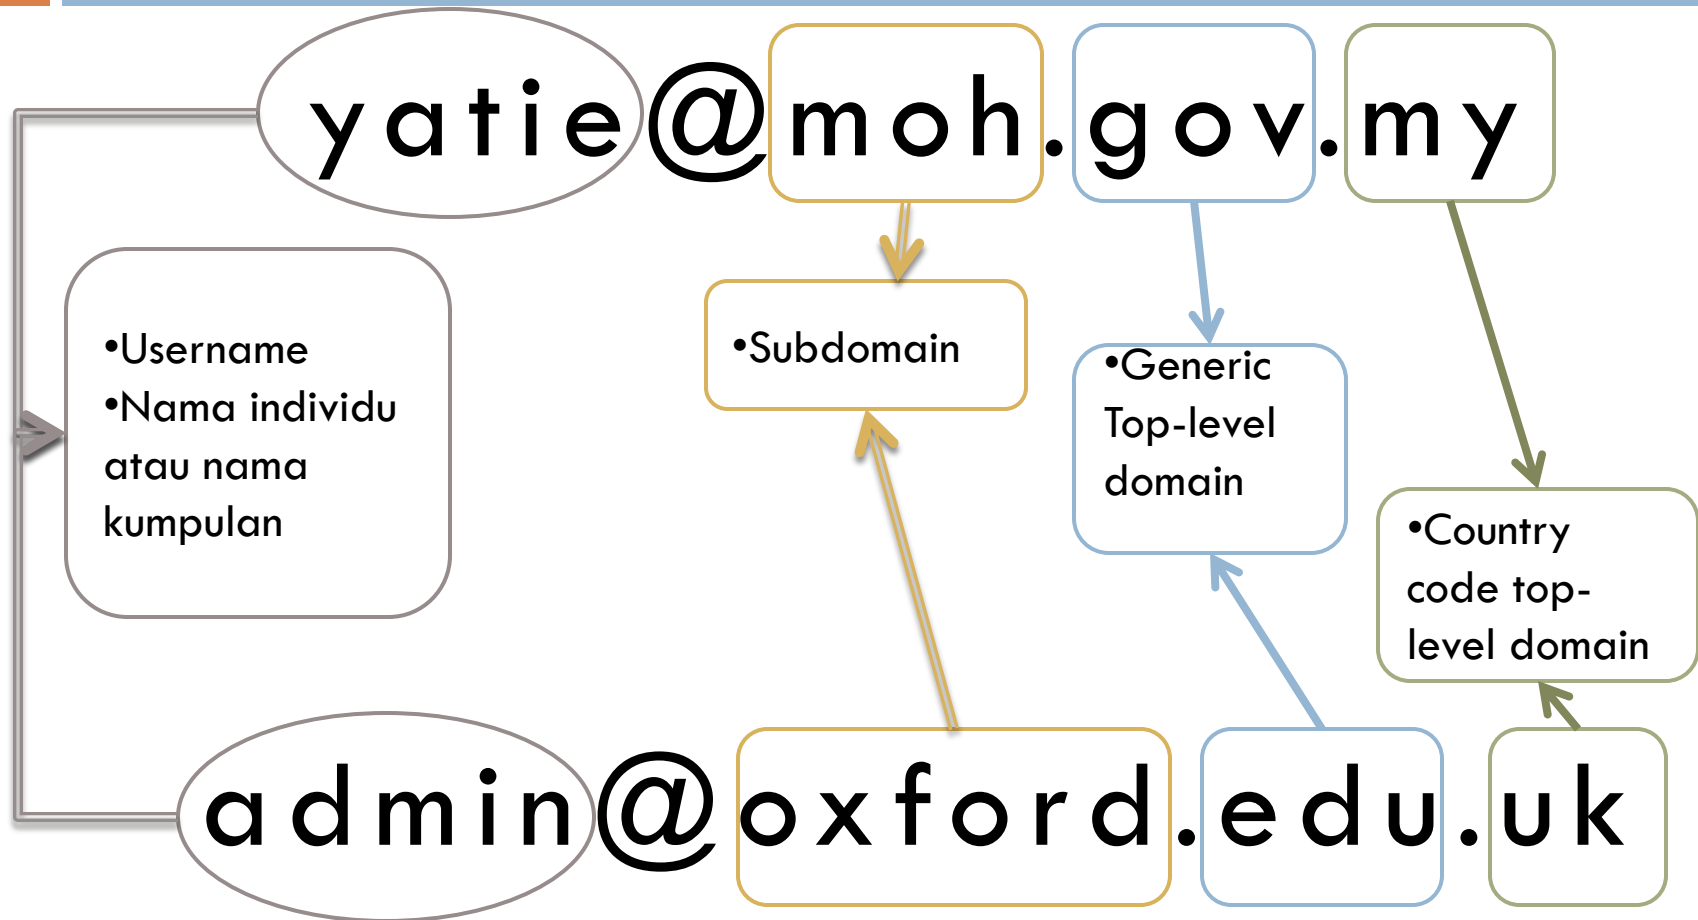 yatie@moh.gov.my
•Username
•Nama individu
atau nama
kumpulan
•Subdomain
•Generic
Top-level
domain
•Country
code top-
level domain
admin@oxford.edu.uk